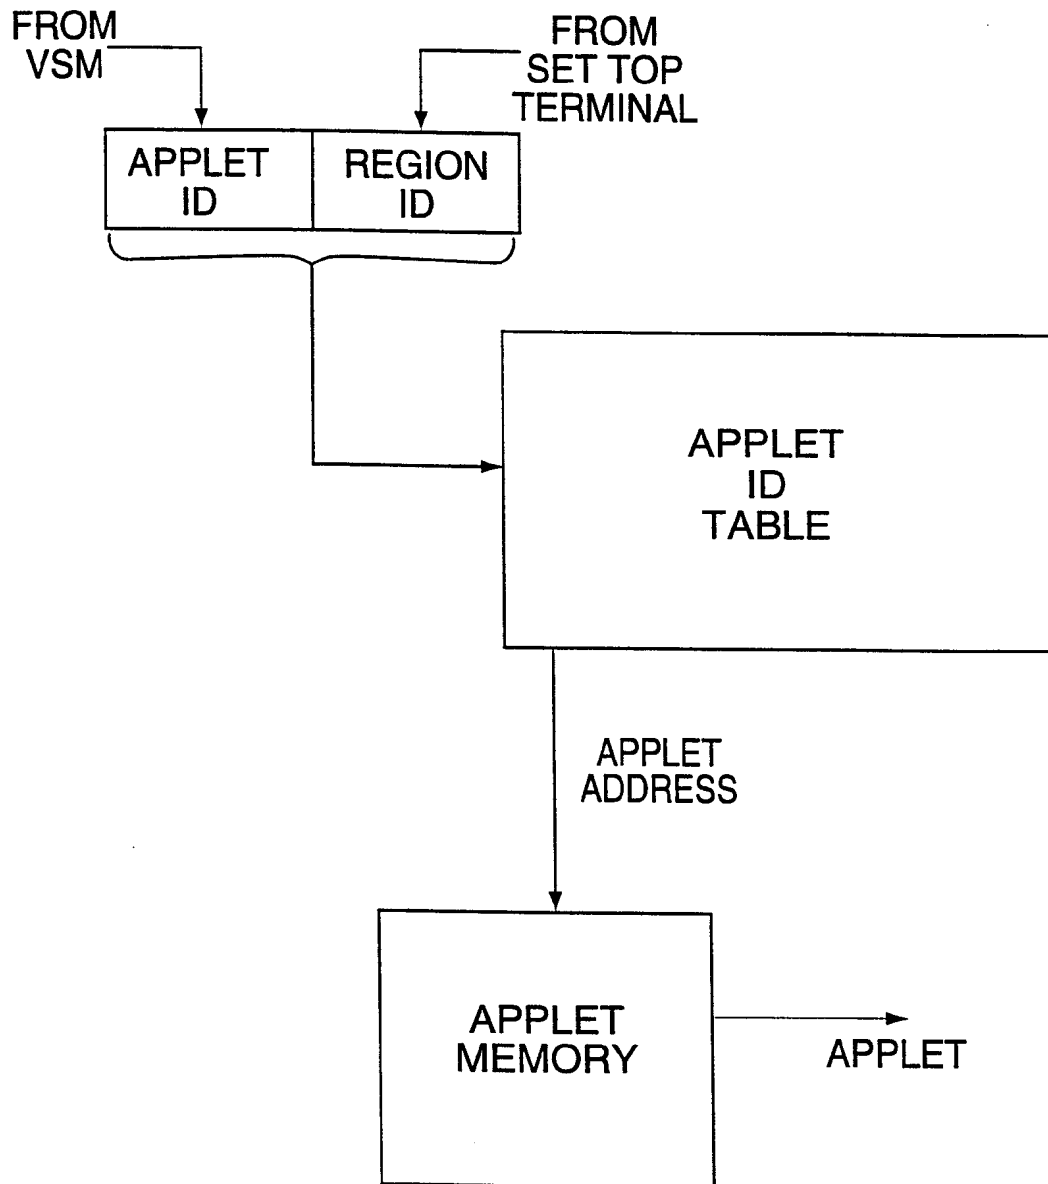 FROM
VSM
FROM
SET TOP
TERMINAL
APPLET
ID
REGION
ID
APPLET
ID
TABLE
APPLET
ADDRESS
APPLET
MEMORY
APPLET